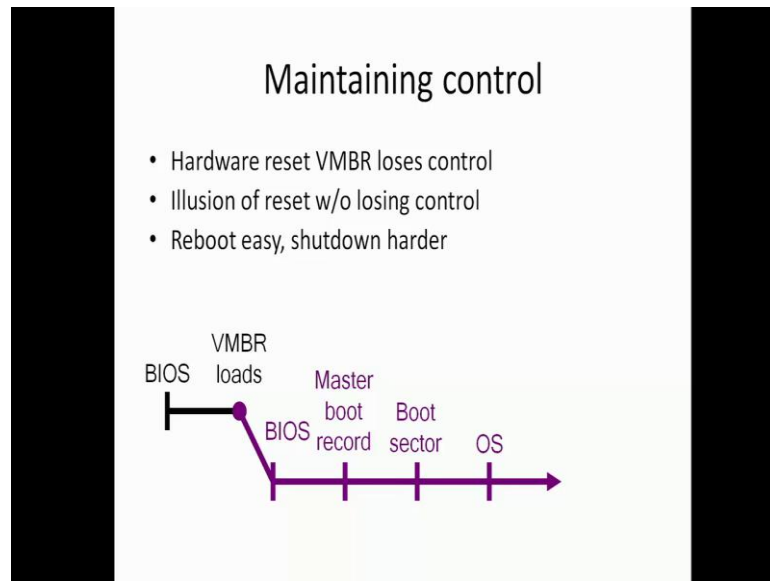 Maintaining control
• Hardware reset VMBR loses control
• Illusion of reset w/o losing control
• Reboot easy, shutdown harder
BIOS
VMBR
loads
BIOS
Master
boot
record
Boot
sector
OS